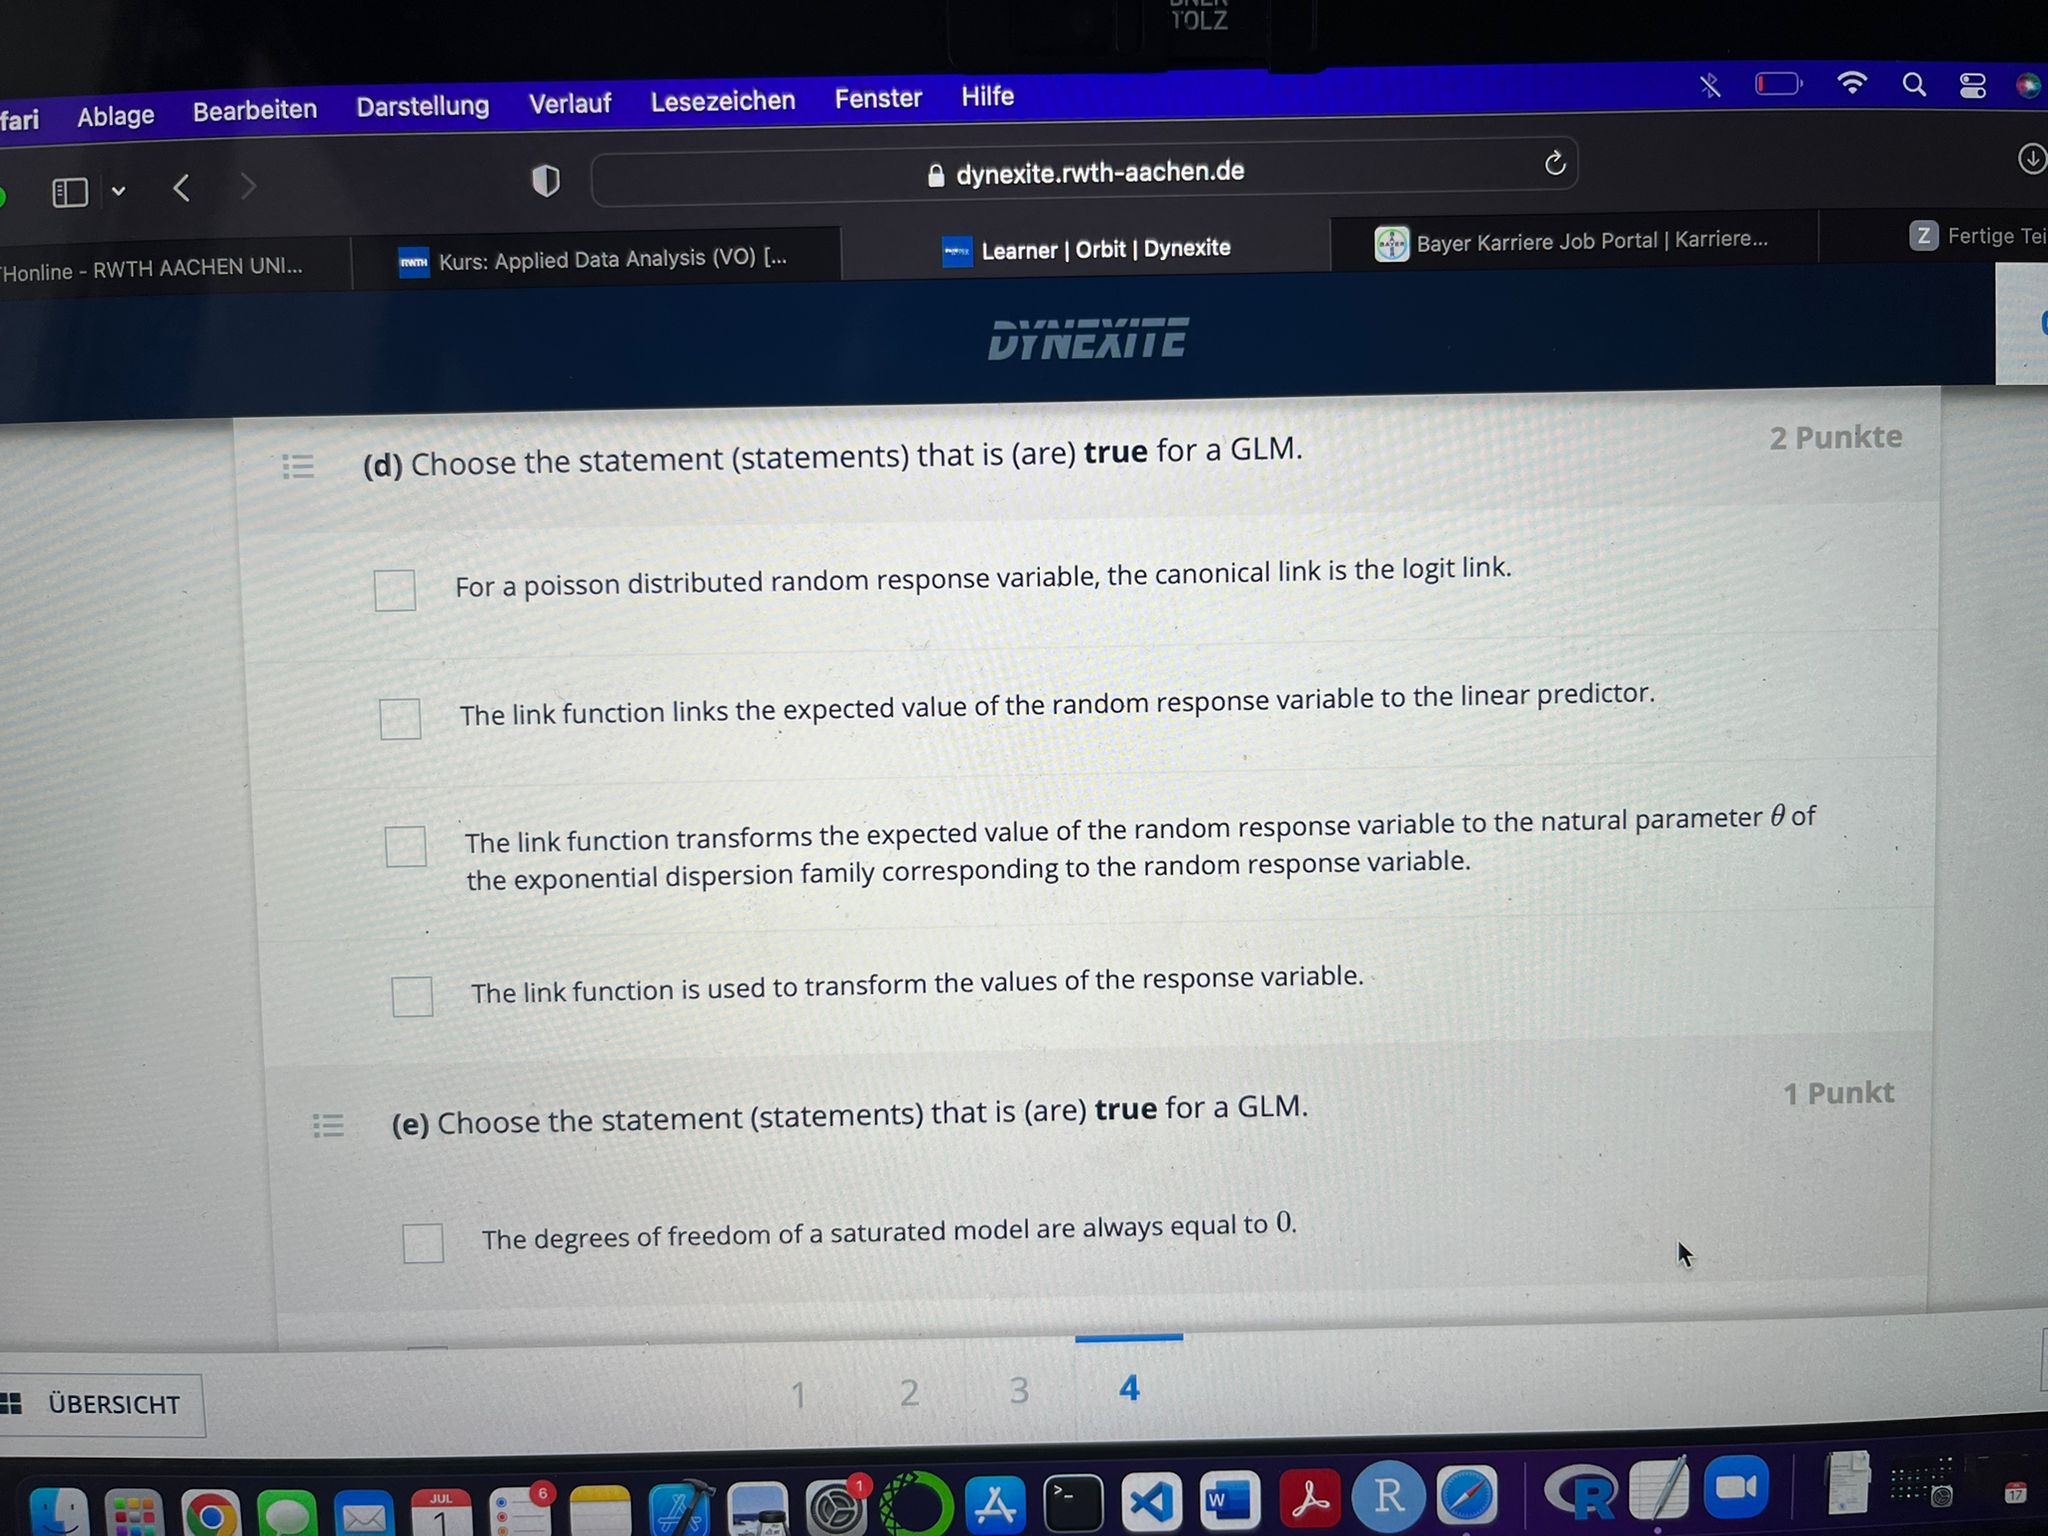 TOLZ
fari Ablage Bearbeiten Darstellung Verlauf Lesezeichen Fenster Hilfe
dynexite.rwth-aachen.de
Honline - RWTH AACHEN UNI... RWTH Kurs: Applied Data Analysis (VO) [... Learner | Orbit | Dynexite BAYER Bayer Karriere Job Portal | Karriere... Z Fertige Tei
DYNEXITE
(d) Choose the statement (statements) that is (are) true for a GLM. 2 Punkte
For a poisson distributed random response variable, the canonical link is the logit link.
The link function links the expected value of the random response variable to the linear predictor.
The link function transforms the expected value of the random response variable to the natural parameter θ of
the exponential dispersion family corresponding to the random response variable.
The link function is used to transform the values of the response variable.
(e) Choose the statement (statements) that is (are) true for a GLM. 1 Punkt
The degrees of freedom of a saturated model are always equal to 0.
ÜBERSICHT 1 2 3 4
JUL
1
6
1
W
R
R
17